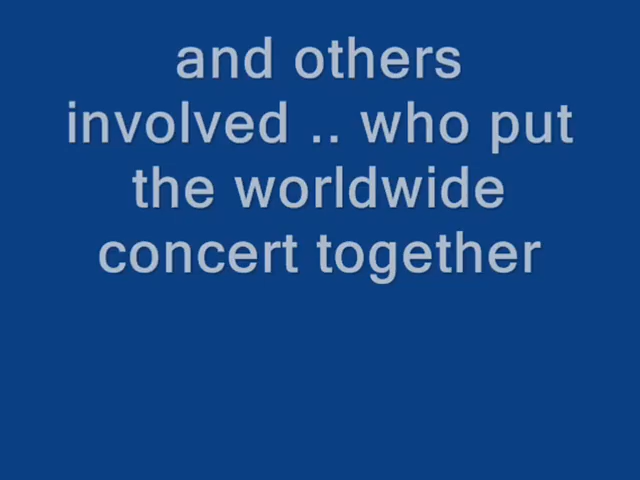 and others
involved .. who put
the worldwide
concert together